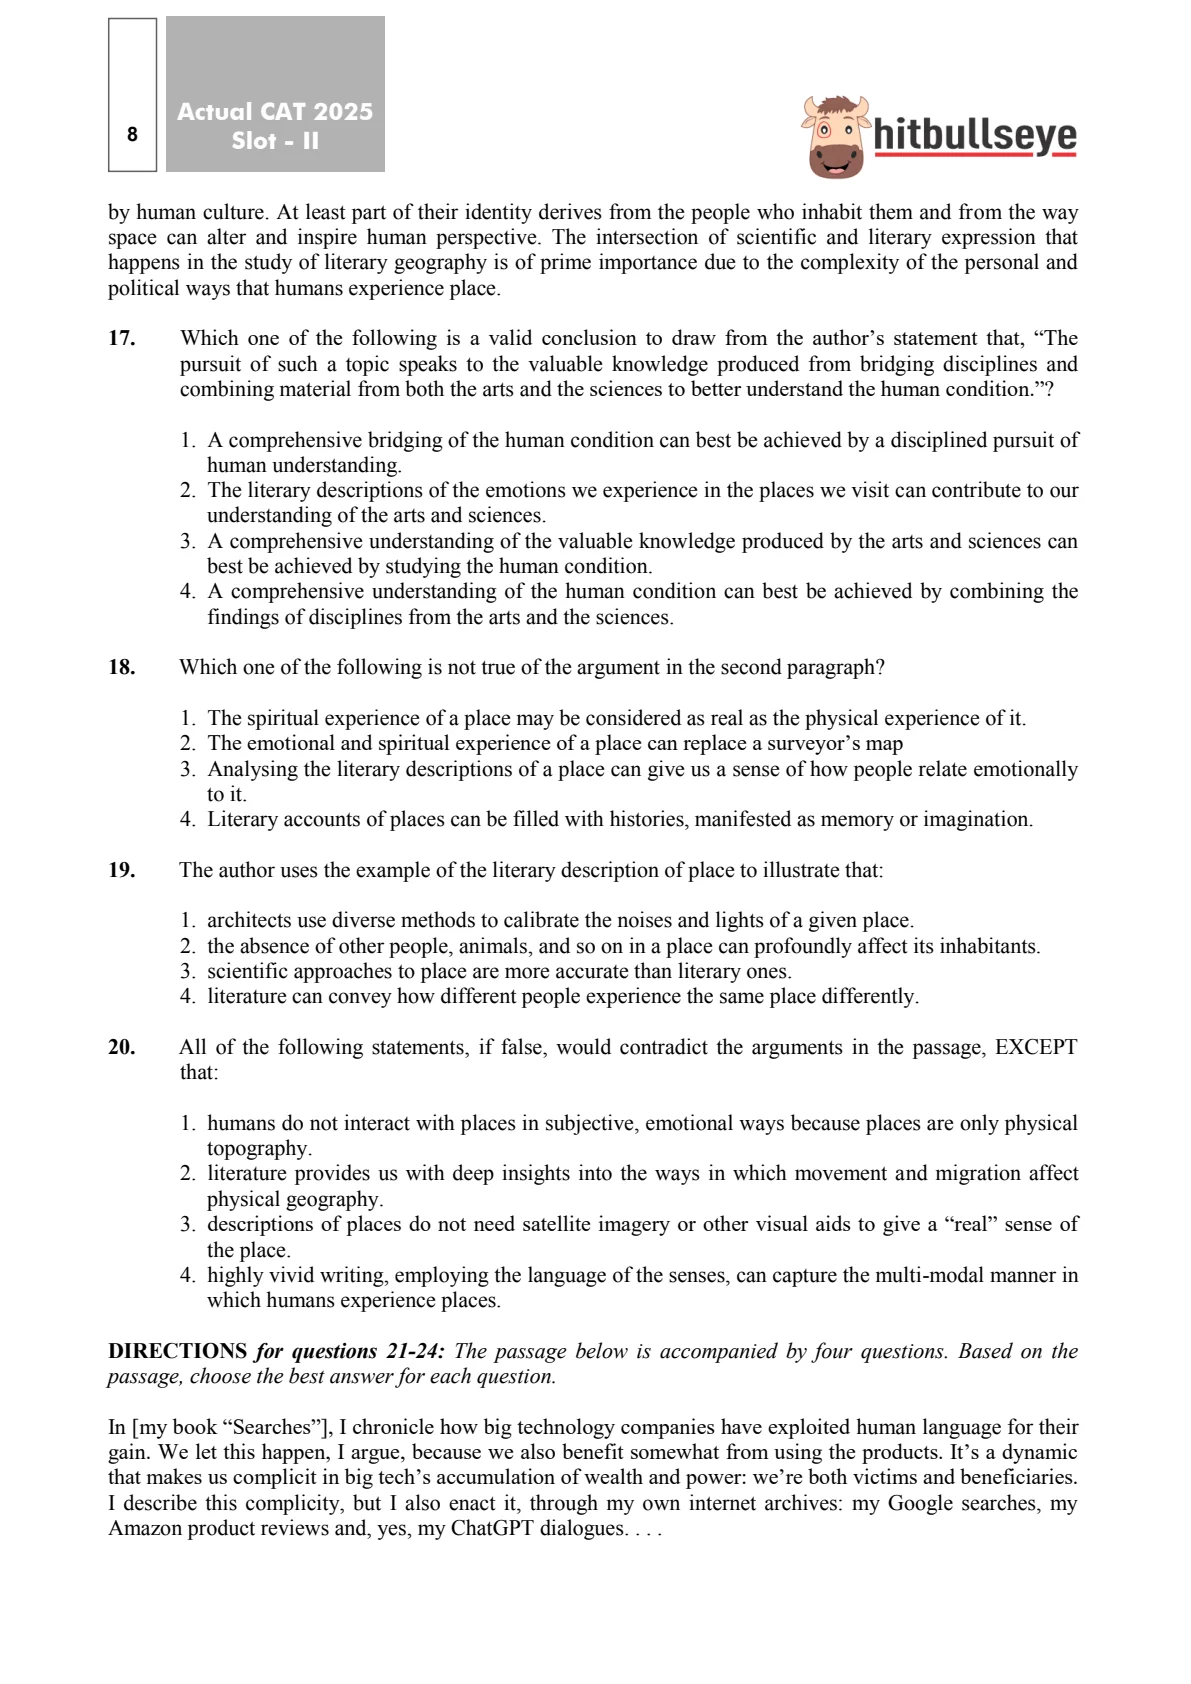 8
Actual CAT 2025
Slot - II
hitbullseye
by human culture. At least part of their identity derives from the people who inhabit them and from the way
space can alter and inspire human perspective. The intersection of scientific and literary expression that
happens in the study of literary geography is of prime importance due to the complexity of the personal and
political ways that humans experience place.
17. Which one of the following is a valid conclusion to draw from the author’s statement that, “The
pursuit of such a topic speaks to the valuable knowledge produced from bridging disciplines and
combining material from both the arts and the sciences to better understand the human condition.”?
1. A comprehensive bridging of the human condition can best be achieved by a disciplined pursuit of
human understanding.
2. The literary descriptions of the emotions we experience in the places we visit can contribute to our
understanding of the arts and sciences.
3. A comprehensive understanding of the valuable knowledge produced by the arts and sciences can
best be achieved by studying the human condition.
4. A comprehensive understanding of the human condition can best be achieved by combining the
findings of disciplines from the arts and the sciences.
18. Which one of the following is not true of the argument in the second paragraph?
1. The spiritual experience of a place may be considered as real as the physical experience of it.
2. The emotional and spiritual experience of a place can replace a surveyor’s map
3. Analysing the literary descriptions of a place can give us a sense of how people relate emotionally
to it.
4. Literary accounts of places can be filled with histories, manifested as memory or imagination.
19. The author uses the example of the literary description of place to illustrate that:
1. architects use diverse methods to calibrate the noises and lights of a given place.
2. the absence of other people, animals, and so on in a place can profoundly affect its inhabitants.
3. scientific approaches to place are more accurate than literary ones.
4. literature can convey how different people experience the same place differently.
20. All of the following statements, if false, would contradict the arguments in the passage, EXCEPT
that:
1. humans do not interact with places in subjective, emotional ways because places are only physical
topography.
2. literature provides us with deep insights into the ways in which movement and migration affect
physical geography.
3. descriptions of places do not need satellite imagery or other visual aids to give a “real” sense of
the place.
4. highly vivid writing, employing the language of the senses, can capture the multi-modal manner in
which humans experience places.
DIRECTIONS for questions 21-24: The passage below is accompanied by four questions. Based on the
passage, choose the best answer for each question.
In [my book “Searches”], I chronicle how big technology companies have exploited human language for their
gain. We let this happen, I argue, because we also benefit somewhat from using the products. It’s a dynamic
that makes us complicit in big tech’s accumulation of wealth and power: we’re both victims and beneficiaries.
I describe this complicity, but I also enact it, through my own internet archives: my Google searches, my
Amazon product reviews and, yes, my ChatGPT dialogues. . . .